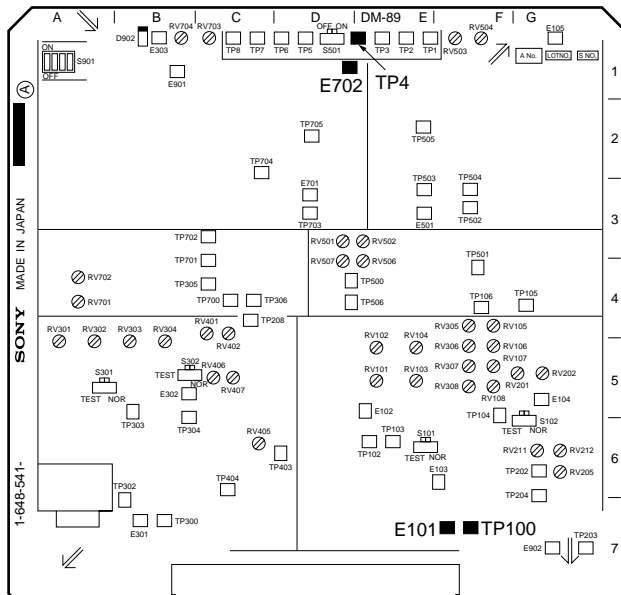 A B C D DM-89 E F G
RV704 RV703 OFF ON RV504 E105
D902 E303 TP8 TP7 TP6 TP5 S501 TP3 TP2 TP1 RV503
ON
S901
OFF
E901 E702 TP4 A No. LOTNO. S NO.
1
A
TP705 TP505 2
TP704
E701 TP503 TP504
TP703 E501 TP502 3
TP702 RV501 RV502
TP701 RV507 RV506 TP501
RV702 TP305 TP500 4
RV701 TP700 TP306 TP506 TP106 TP105
TP208
RV301 RV302 RV303 RV304 RV401 RV402 RV102 RV104 RV305 RV105
RV306 RV106
S301 S302 RV406 RV101 RV103 RV307 RV107 RV202 5
TEST NOR TEST NOR RV407 RV308 RV201
E302 RV108 E104
TP303 TP304 E102 TP104 S102
TEST NOR
RV405 TP102 TP103 S101 RV211 RV212
TEST NOR
TP403 TP202 RV205 6
TP302 TP404 E103 TP204
E301 TP300 E101 TP100
E902 TP203 7
SONY MADE IN JAPAN
1-648-541-